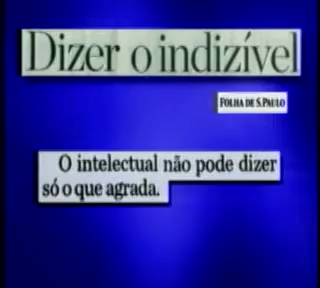 Dizer o indizível
FOLHA DE S.PAULO
O intelectual não pode dizer
só o que agrada.